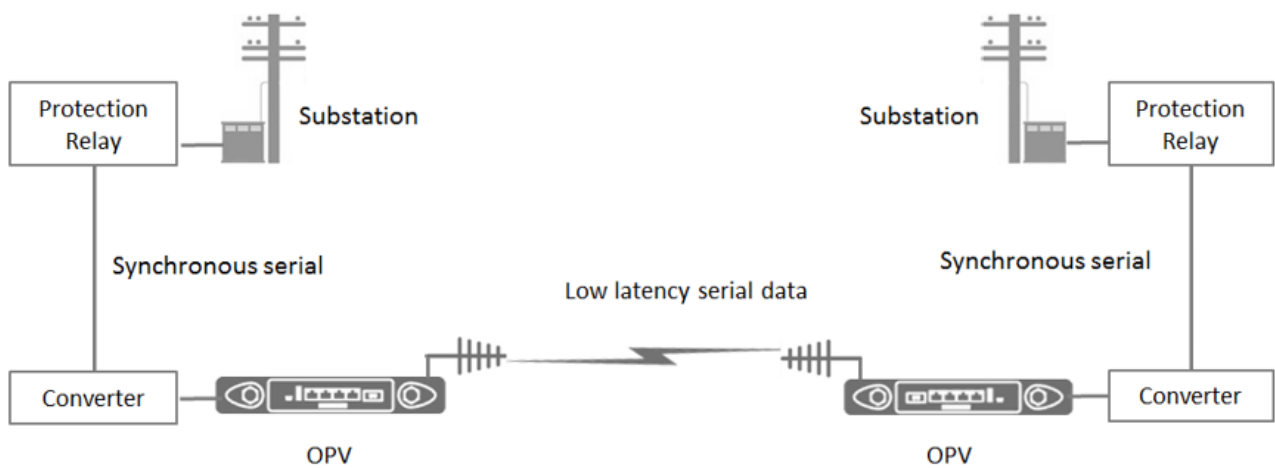 Protection
Relay
Substation
Substation
Protection
Relay
Synchronous serial
Synchronous serial
Low latency serial data
Converter
Converter
OPV
OPV